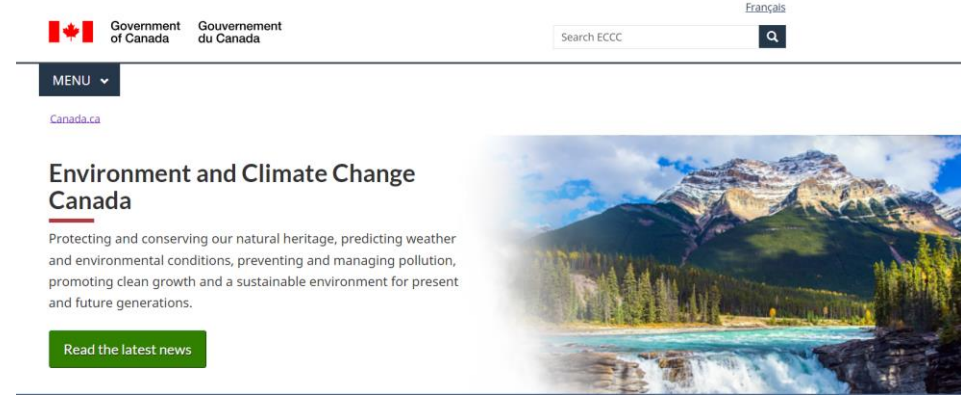 Français
Government of Canada
Gouvernement du Canada
Search ECCC
MENU
Canada.ca
Environment and Climate Change
Canada
Protecting and conserving our natural heritage, predicting weather
and environmental conditions, preventing and managing pollution,
promoting clean growth and a sustainable environment for present
and future generations.
Read the latest news